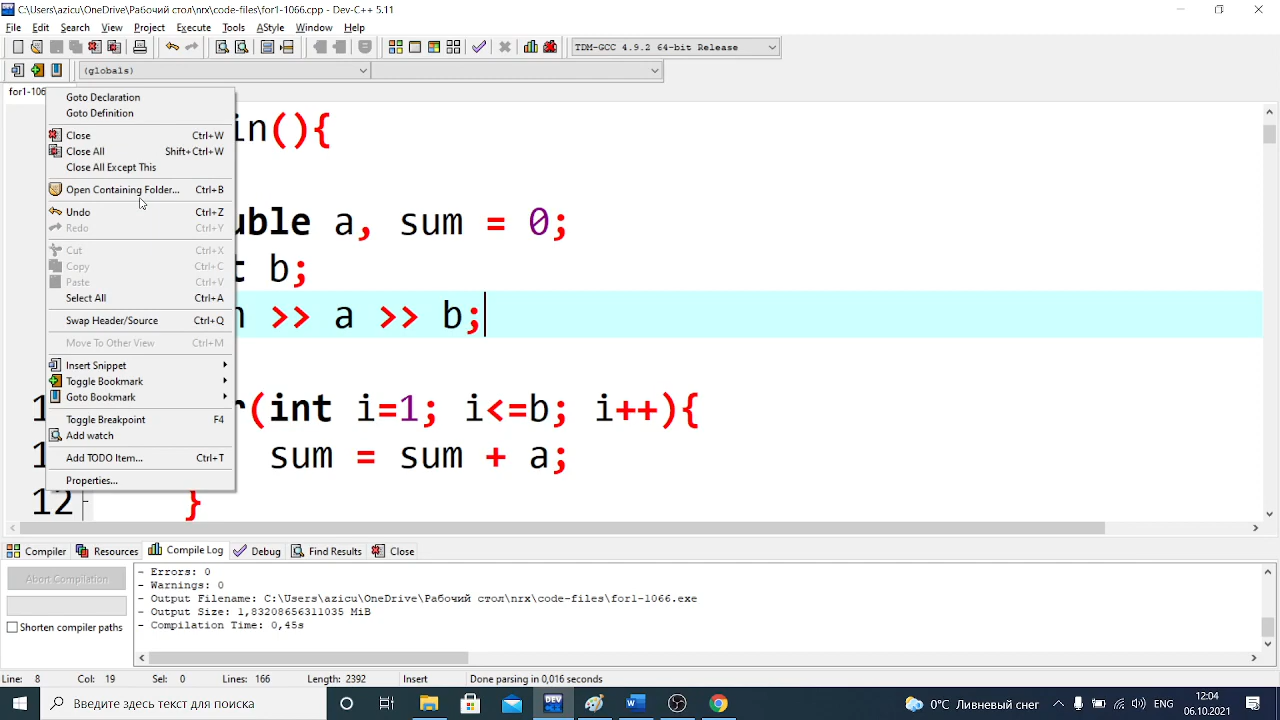 C:\Users\azicu\OneDrive\Рабочий стол\nrx\code-files\for1-1066.cpp - Dev-C++ 5.11
File Edit Search View Project Execute Tools AStyle Window Help
TDM-GCC 4.9.2 64-bit Release
(globals)
for1-106
Goto Declaration
Goto Definition
Close Ctrl+W
Close All Shift+Ctrl+W
Close All Except This
Open Containing Folder... Ctrl+B
Undo Ctrl+Z
Redo Ctrl+Y
Cut Ctrl+X
Copy Ctrl+C
Paste Ctrl+V
Select All Ctrl+A
Swap Header/Source Ctrl+Q
Move To Other View Ctrl+M
Insert Snippet
Toggle Bookmark
Goto Bookmark
Toggle Breakpoint F4
Add watch
Add TODO Item... Ctrl+T
Properties...
in(){
uble a, sum = 0;
t b;
n >> a >> b;
r(int i=1; i<=b; i++){
sum = sum + a;
12 }
Compiler Resources Compile Log Debug Find Results Close
Abort Compilation
Shorten compiler paths
- Errors: 0
- Warnings: 0
- Output Filename: C:\Users\azicu\OneDrive\Рабочий стол\nrx\code-files\for1-1066.exe
- Output Size: 1,83208656311035 MiB
- Compilation Time: 0,45s
Line: 8 Col: 19 Sel: 0 Lines: 166 Length: 2392 Insert Done parsing in 0,016 seconds
Введите здесь текст для поиска
DEV
0°C Ливневый снег
ENG
12:04
06.10.2021